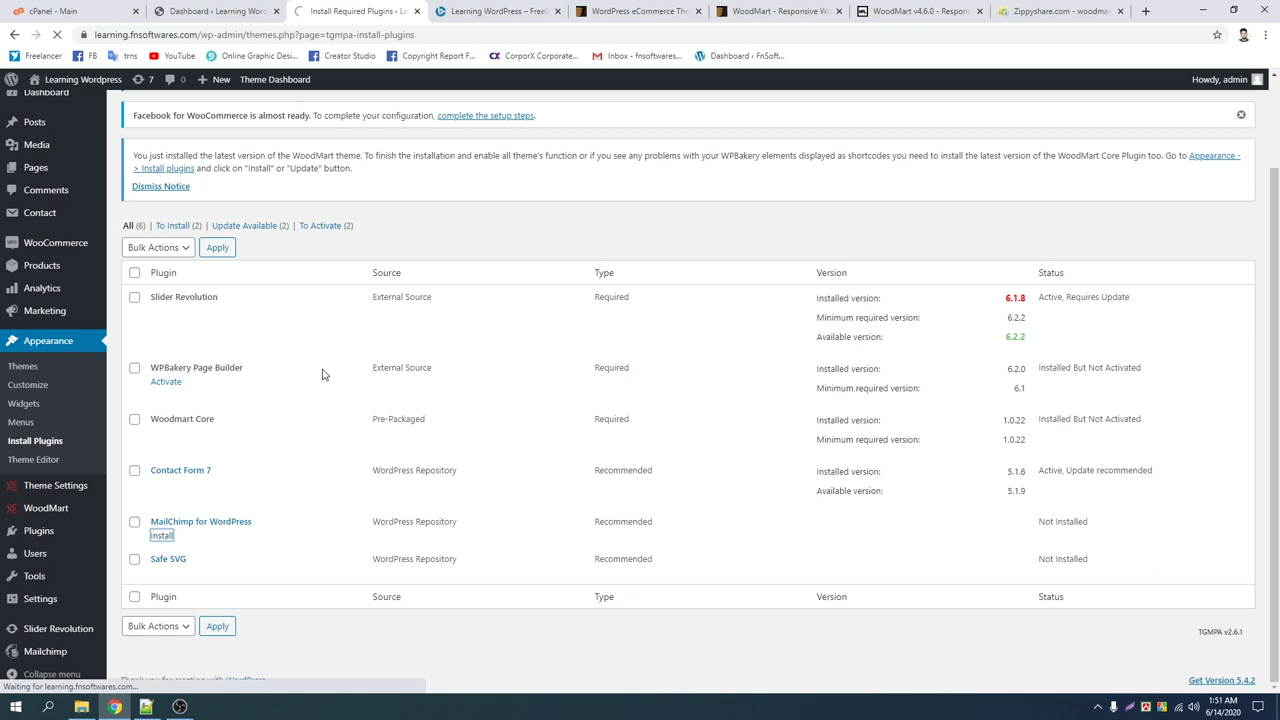 cPanel - Main
Dashboard ‹ Learning Wor
Install Required Plugins ‹ Le
Learning WordPress – Free
WordPress eCommerce The
WoodMart - Responsive Wo
WoodMart v4.6.0 - Respon
Zippyshare.com - woodmar
learning.fnsoftwares.com/wp-admin/themes.php?page=tgmpa-install-plugins
Freelancer
FB
trns
YouTube
Online Graphic Desi...
Creator Studio
Copyright Report F...
CorporX Corporate...
Inbox - fnsoftwares...
Dashboard ‹ FnSoft...
Learning Wordpress
7
0
New
Theme Dashboard
Howdy, admin
Dashboard
Posts
Media
Pages
Comments
Contact
WooCommerce
Products
Analytics
Marketing
Appearance
Themes
Customize
Widgets
Menus
Install Plugins
Theme Editor
Theme Settings
WoodMart
Plugins
Users
Tools
Settings
Slider Revolution
Mailchimp
Collapse menu
Facebook for WooCommerce is almost ready. To complete your configuration, complete the setup steps.
You just installed the latest version of the WoodMart theme. To finish the installation and enable all theme's function or if you see any problems with your WPBakery elements displayed as shortcodes you need to install the latest version of the WoodMart Core Plugin too. Go to Appearance -
> Install plugins and click on "Install" or "Update" button.
Dismiss Notice
All (6) | To Install (2) | Update Available (2) | To Activate (2)
Bulk Actions
Apply
Plugin Source Type Version Status
Slider Revolution External Source Required Installed version: 6.1.8 Active, Requires Update
Minimum required version: 6.2.2
Available version: 6.2.2
WPBakery Page Builder External Source Required Installed version: 6.2.0 Installed But Not Activated
Activate
Minimum required version: 6.1
Woodmart Core Pre-Packaged Required Installed version: 1.0.22 Installed But Not Activated
Minimum required version: 1.0.22
Contact Form 7 WordPress Repository Recommended Installed version: 5.1.6 Active, Update recommended
Available version: 5.1.9
MailChimp for WordPress WordPress Repository Recommended Not Installed
Install
Safe SVG WordPress Repository Recommended Not Installed
Plugin Source Type Version Status
Bulk Actions
Apply
TGMPA v2.6.1
Thank you for creating with WordPress.
Get Version 5.4.2
Waiting for learning.fnsoftwares.com...
1:51 AM
6/14/2020